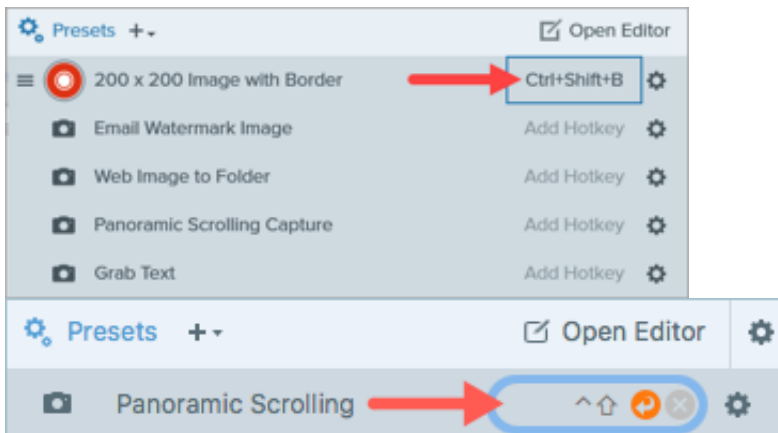 Presets + Open Editor
200 x 200 Image with Border Ctrl+Shift+B
Email Watermark Image Add Hotkey
Web Image to Folder Add Hotkey
Panoramic Scrolling Capture Add Hotkey
Grab Text Add Hotkey
Presets + Open Editor
Panoramic Scrolling ^⇧